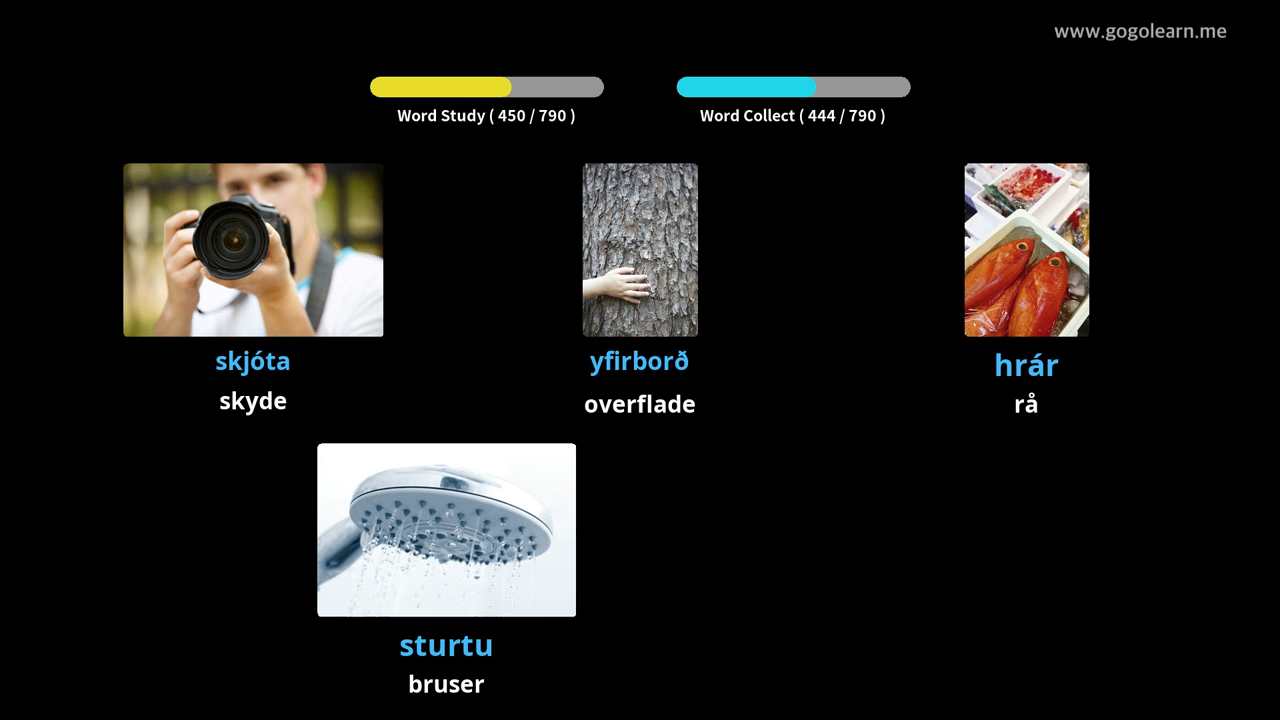 www.gogolearn.me
Word Study ( 450 / 790 )
Word Collect ( 444 / 790 )
skjóta
skyde
yfirborð
overflade
hrár
rå
sturtu
bruser